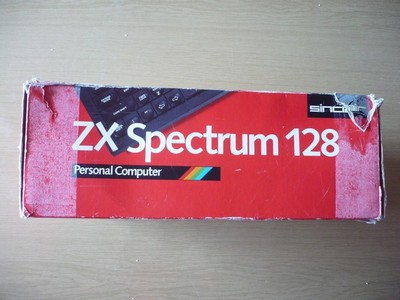 sinclair
ZX Spectrum 128
Personal Computer